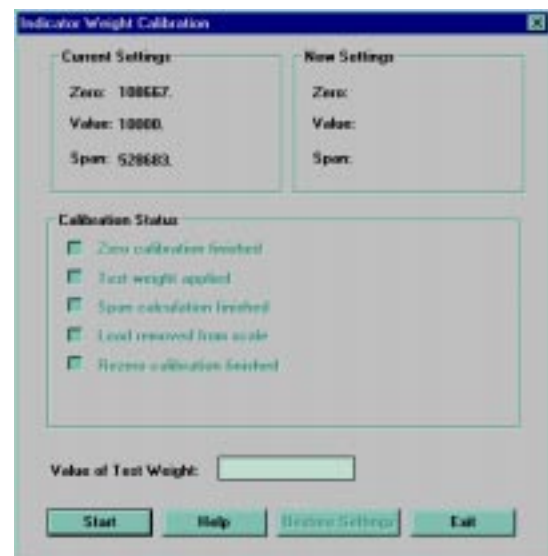 Indicator Weight Calibration
Current Settings
Zero: 108667.
Value: 10000.
Span: 528683.
New Settings
Zero:
Value:
Span:
Calibration Status
Zero calibration finished
Test weight applied
Span calculation finished
Load removed from scale
Rezero calibration finished
Value of Test Weight:
Start
Help
Restore Settings
Exit